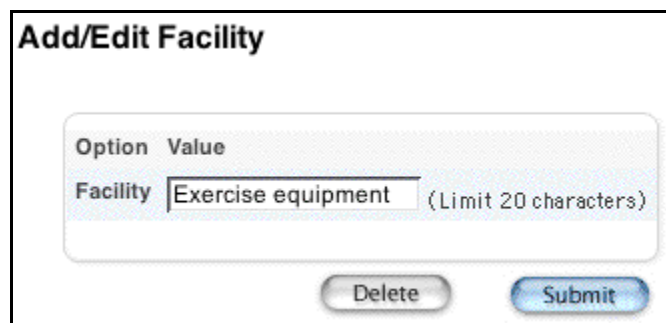 Add/Edit Facility
Option Value
Facility Exercise equipment (Limit 20 characters)
Delete Submit